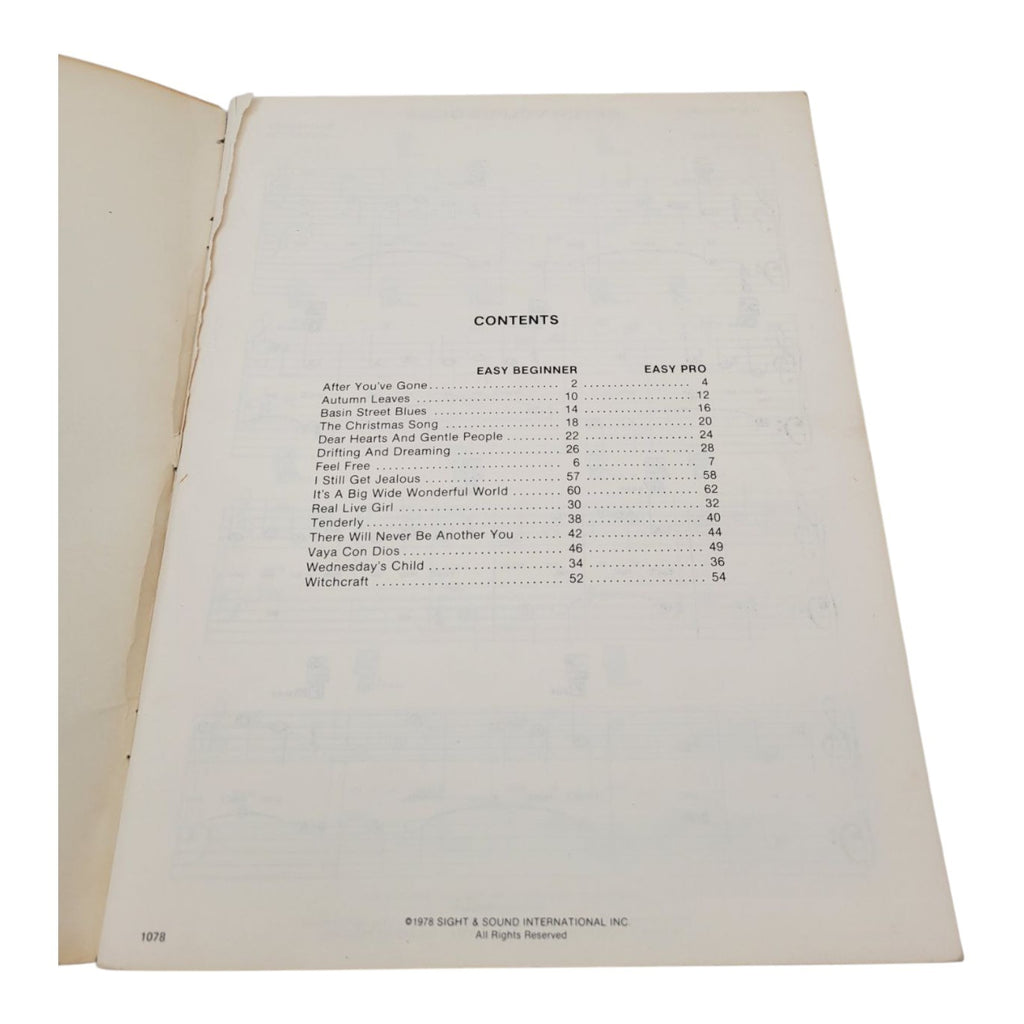 CONTENTS
EASY BEGINNER EASY PRO
After You've Gone . . . . . . . . . . . . . . . . . . . . . . 2 . . . . . . . . . . . . . . . . . . 4
Autumn Leaves . . . . . . . . . . . . . . . . . . . . . . . . 10 . . . . . . . . . . . . . . . . . . 12
Basin Street Blues . . . . . . . . . . . . . . . . . . . . . 14 . . . . . . . . . . . . . . . . . . 16
The Christmas Song . . . . . . . . . . . . . . . . . . . 18 . . . . . . . . . . . . . . . . . . 20
Dear Hearts And Gentle People . . . . . . . . . 22 . . . . . . . . . . . . . . . . . . 24
Drifting And Dreaming . . . . . . . . . . . . . . . . . 26 . . . . . . . . . . . . . . . . . . 28
Feel Free . . . . . . . . . . . . . . . . . . . . . . . . . . . . . . . 6 . . . . . . . . . . . . . . . . . . 7
I Still Get Jealous . . . . . . . . . . . . . . . . . . . . . . . 57 . . . . . . . . . . . . . . . . . . 58
It's A Big Wide Wonderful World . . . . . . . . 60 . . . . . . . . . . . . . . . . . . 62
Real Live Girl . . . . . . . . . . . . . . . . . . . . . . . . . . . 30 . . . . . . . . . . . . . . . . . . 32
Tenderly . . . . . . . . . . . . . . . . . . . . . . . . . . . . . . . . 38 . . . . . . . . . . . . . . . . . . 40
There Will Never Be Another You . . . . . . . 42 . . . . . . . . . . . . . . . . . . 44
Vaya Con Dios . . . . . . . . . . . . . . . . . . . . . . . . . . 46 . . . . . . . . . . . . . . . . . . 49
Wednesday's Child . . . . . . . . . . . . . . . . . . . . . . 34 . . . . . . . . . . . . . . . . . . 36
Witchcraft . . . . . . . . . . . . . . . . . . . . . . . . . . . . . . 52 . . . . . . . . . . . . . . . . . . 54
©1978 SIGHT & SOUND INTERNATIONAL INC.
All Rights Reserved
1078